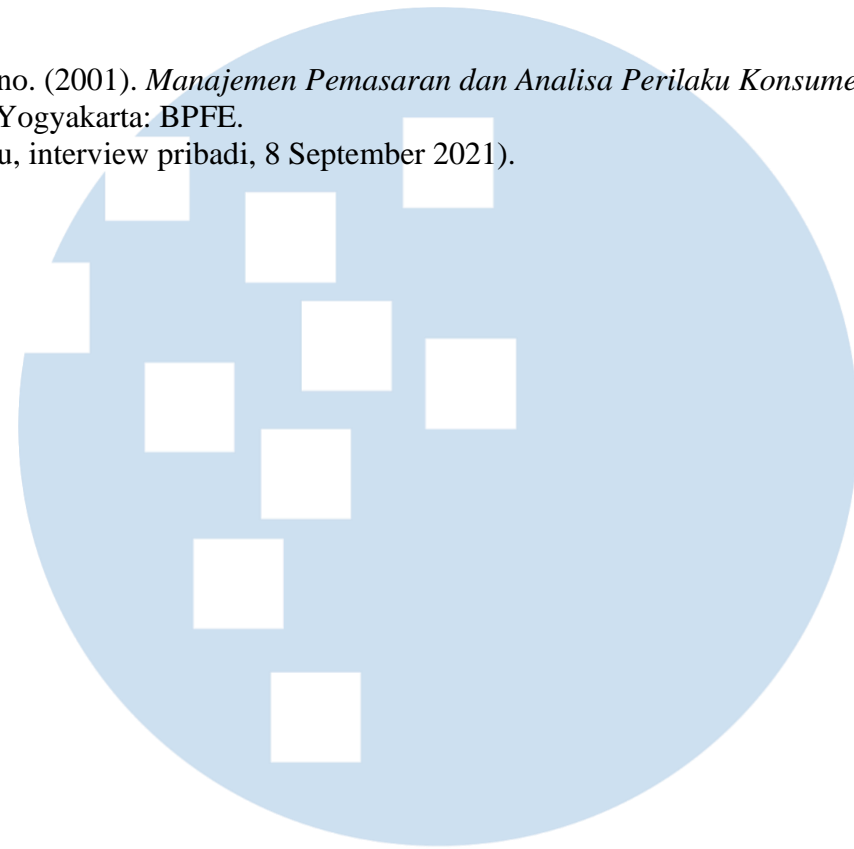 no. (2001). Manajemen Pemasaran dan Analisa Perilaku Konsume
Yogyakarta: BPFE.
u, interview pribadi, 8 September 2021).